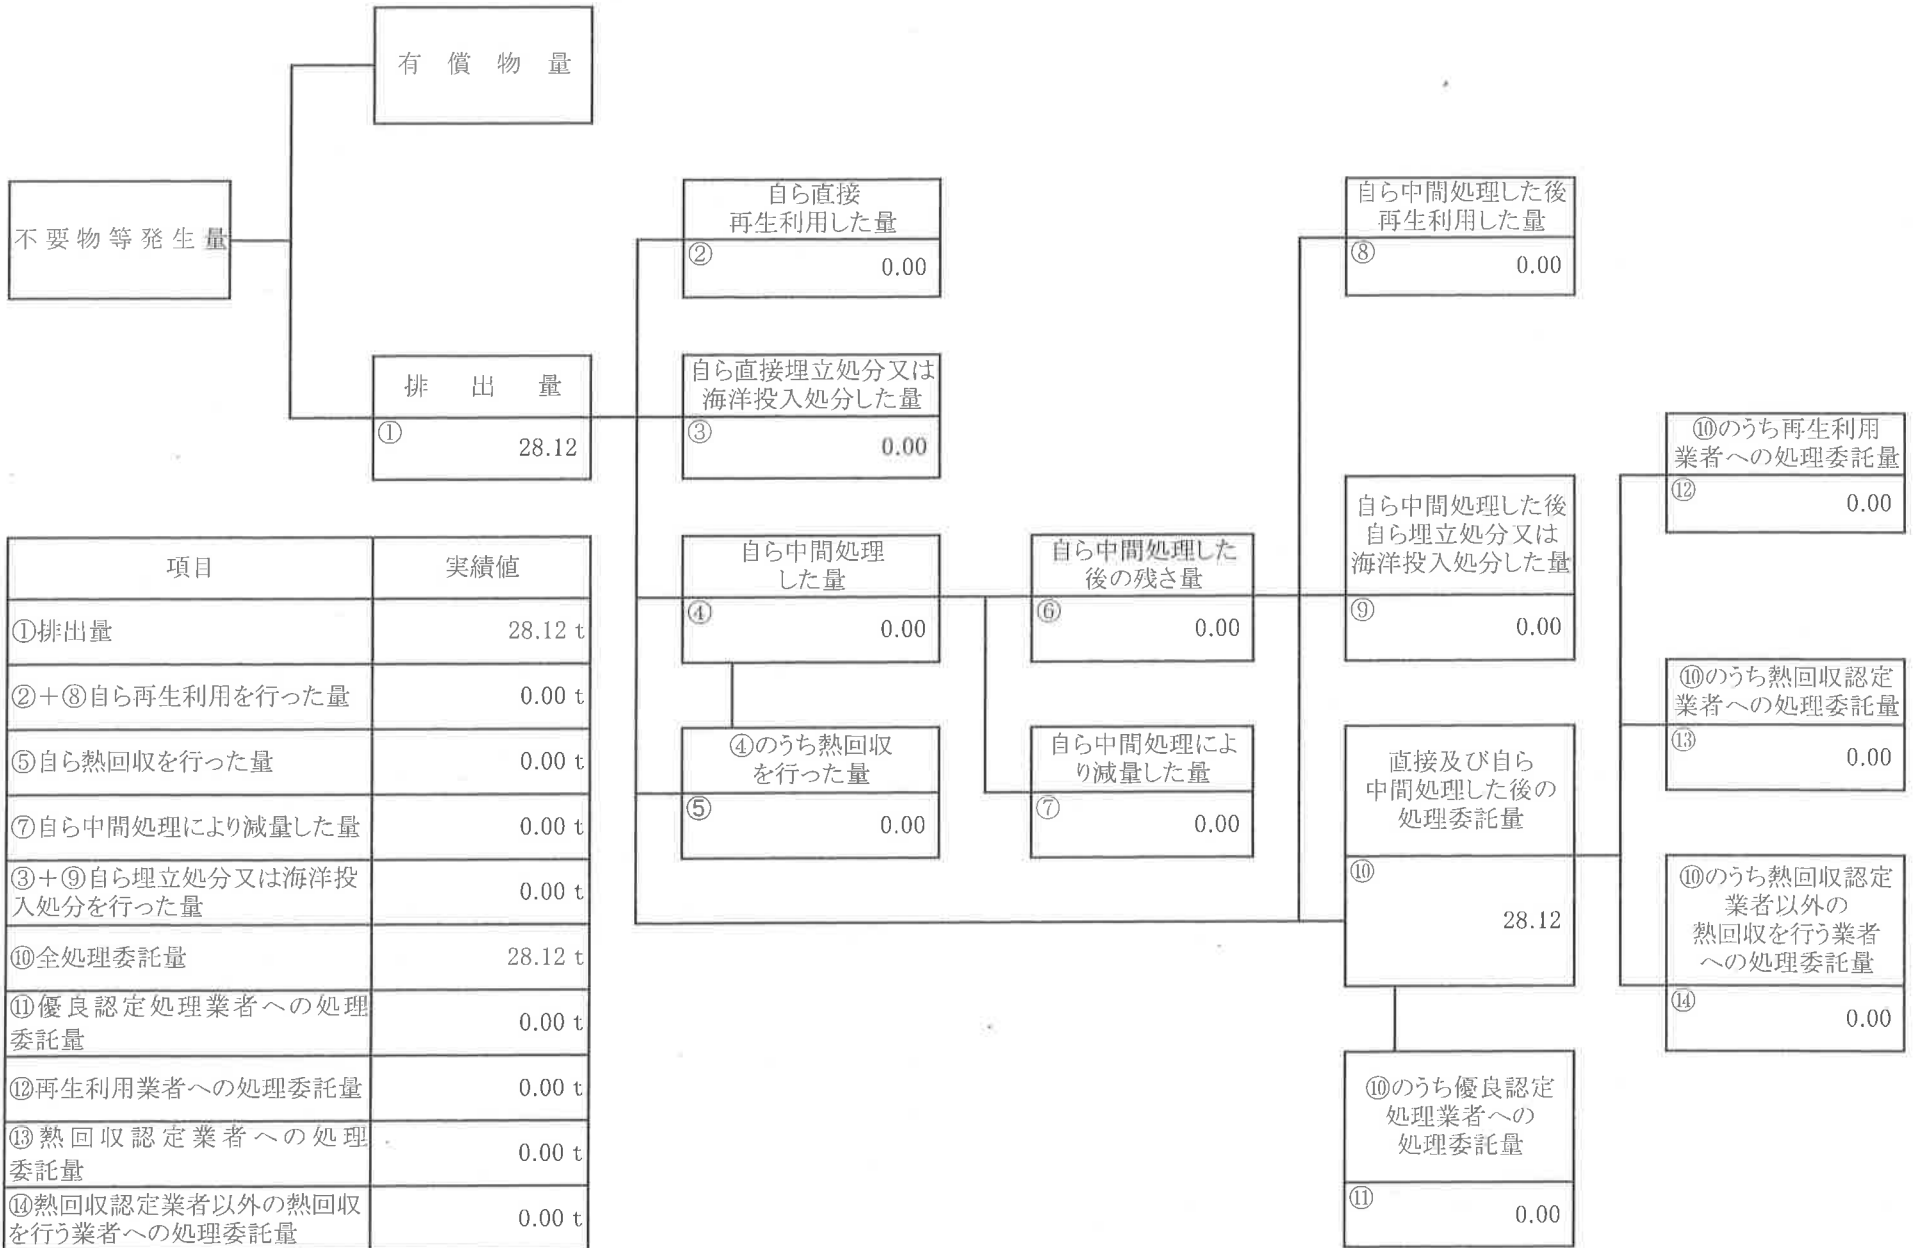 有償物量
不要物等発生量
排出量
①
28.12
自ら直接
再生利用した量
②
0.00
自ら直接埋立処分又は
海洋投入処分した量
③
0.00
自ら中間処理
した量
④
0.00
④のうち熱回収
を行った量
⑤
0.00
自ら中間処理した
後の残さ量
⑥
0.00
自ら中間処理によ
り減量した量
⑦
0.00
自ら中間処理した後
再生利用した量
⑧
0.00
自ら中間処理した後
自ら埋立処分又は
海洋投入処分した量
⑨
0.00
直接及び自ら
中間処理した後の
処理委託量
⑩
28.12
⑩のうち優良認定
処理業者への
処理委託量
⑪
0.00
⑩のうち再生利用
業者への処理委託量
⑫
0.00
⑩のうち熱回収認定
業者への処理委託量
⑬
0.00
⑩のうち熱回収認定
業者以外の
熱回収を行う業者
への処理委託量
⑭
0.00
項目 実績値
①排出量 28.12 t
②+⑧自ら再生利用を行った量 0.00 t
⑤自ら熱回収を行った量 0.00 t
⑦自ら中間処理により減量した量 0.00 t
③+⑨自ら埋立処分又は海洋投
入処分を行った量 0.00 t
⑩全処理委託量 28.12 t
⑪優良認定処理業者への処理
委託量 0.00 t
⑫再生利用業者への処理委託量 0.00 t
⑬熱回収認定業者への処理
委託量 0.00 t
⑭熱回収認定業者以外の熱回収
を行う業者への処理委託量 0.00 t